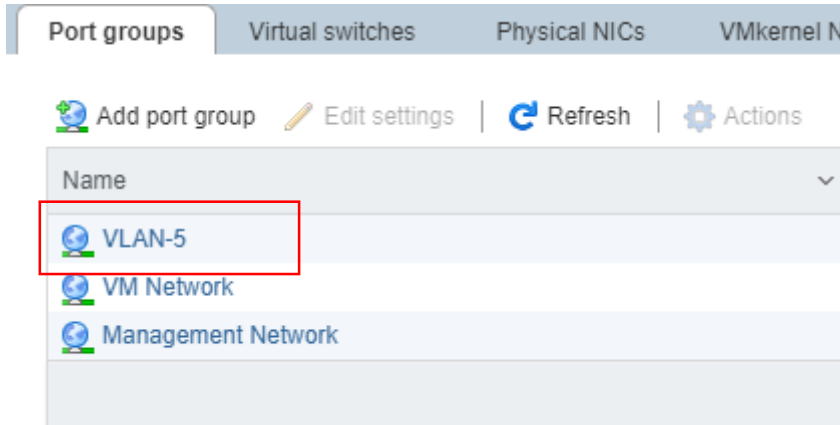 Port groups Virtual switches Physical NICs VMkernel N
Add port group Edit settings Refresh Actions
Name
VLAN-5
VM Network
Management Network